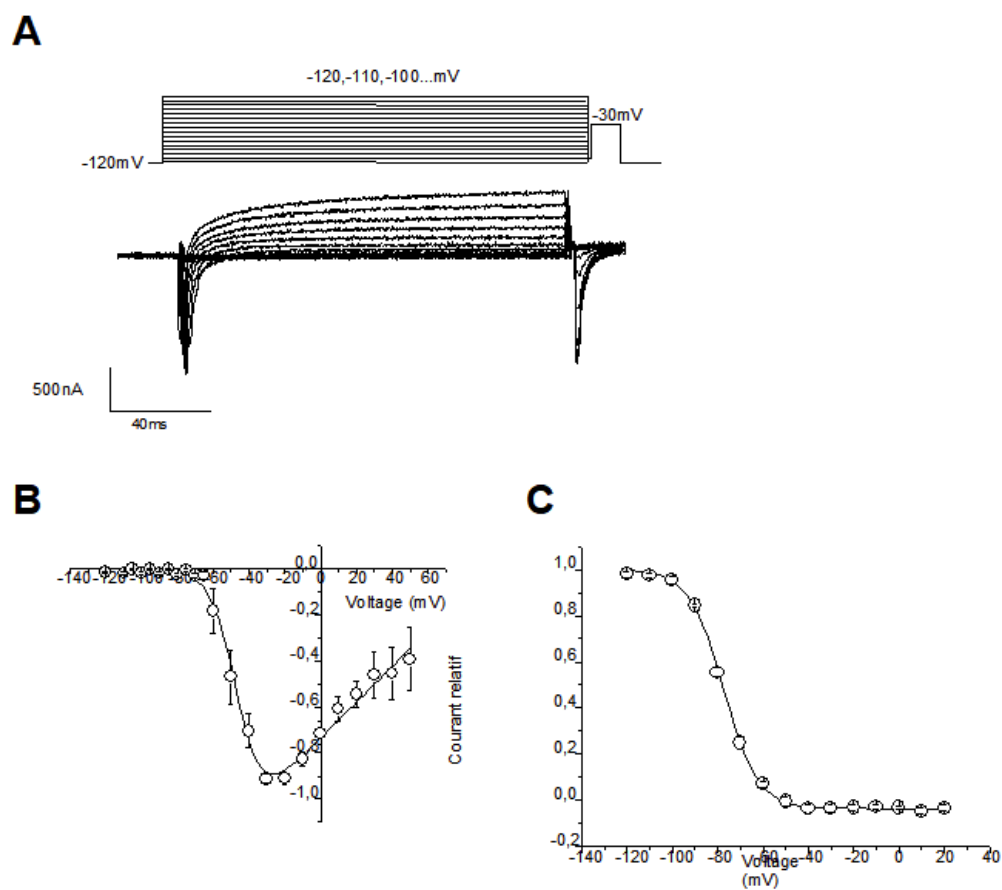 A
-120,-110,-100...mV
-30mV
-120mV
500nA
40ms
B
C
0,0
-140 -120 -100 -80 -60 -40 -20 0 20 40 60
Voltage (mV)
-0,2
-0,4
-0,6
-0,8
-1,0
Courant relatif
1,0
0,8
0,6
0,4
0,2
0,0
-0,2
-140 -120 -100 -80 -60 -40 -20 0 20 40
Voltage
(mV)